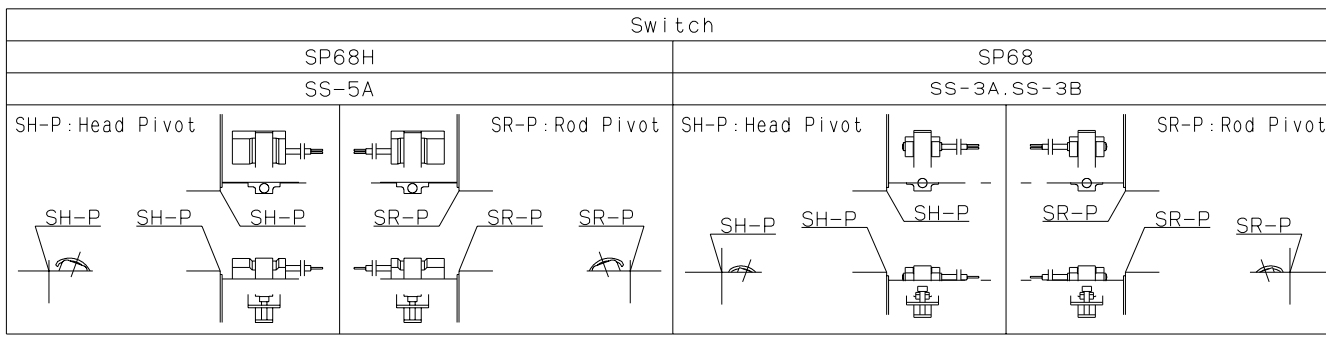 Switch
SP68H
SP68
SS-5A
SS-3A.SS-3B
SH-P:Head Pivot
SR-P:Rod Pivot
SH-P:Head Pivot
SR-P:Rod Pivot
SH-P
SH-P
SH-P
SR-P
SR-P
SR-P
SH-P
SH-P
SH-P
SR-P
SR-P
SR-P